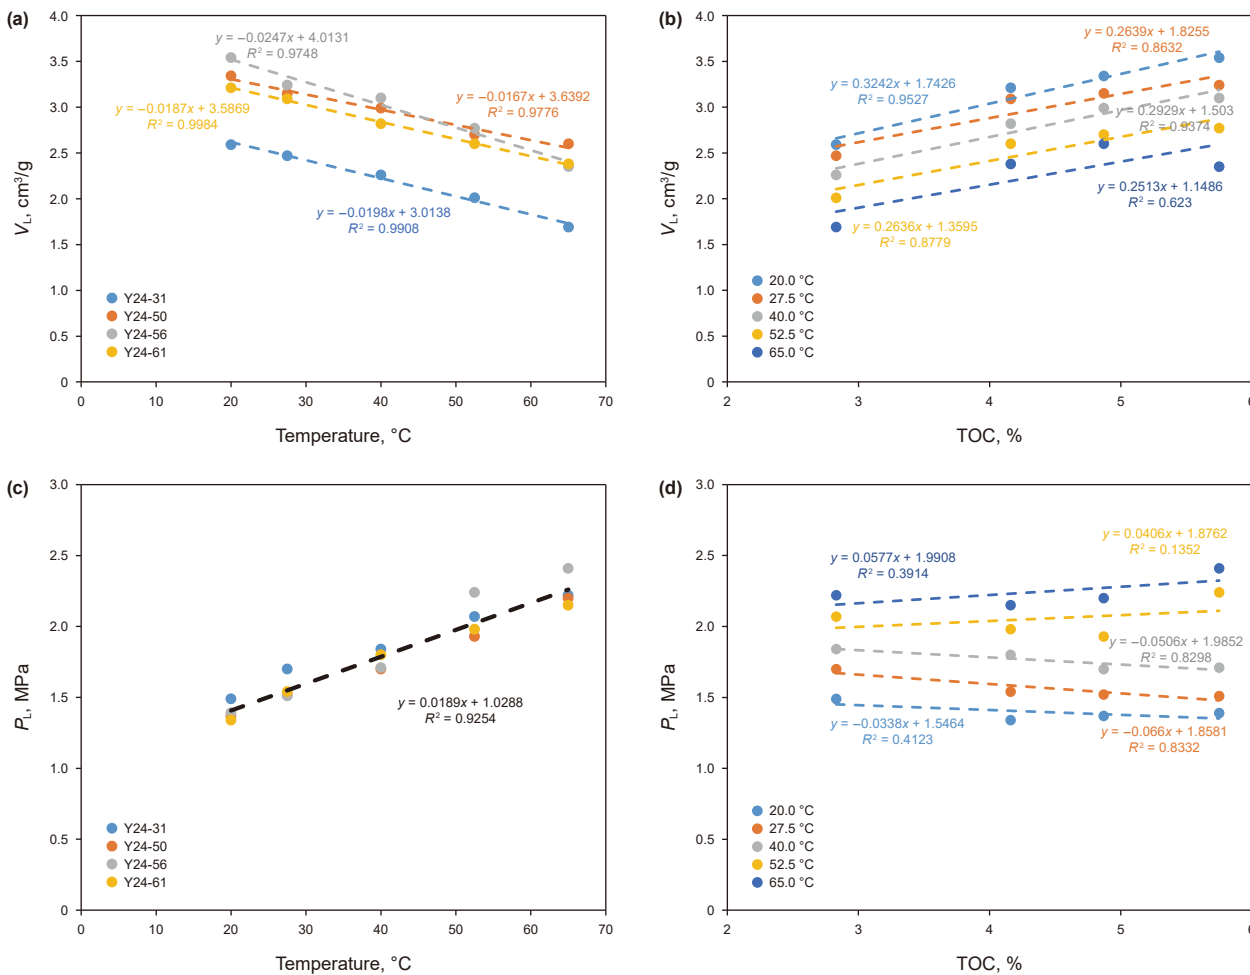 (a)
4.0
3.5
3.0
2.5
2.0
1.5
1.0
0.5
0
V_L, cm³/g
y = −0.0247x + 4.0131
R² = 0.9748
y = −0.0187x + 3.5869
R² = 0.9984
y = −0.0167x + 3.6392
R² = 0.9776
y = −0.0198x + 3.0138
R² = 0.9908
Y24-31
Y24-50
Y24-56
Y24-61
0 10 20 30 40 50 60 70
Temperature, °C
(b)
4.0
3.5
3.0
2.5
2.0
1.5
1.0
0.5
0
V_L, cm³/g
y = 0.2639x + 1.8255
R² = 0.8632
y = 0.3242x + 1.7426
R² = 0.9527
y = 0.2929x + 1.503
R² = 0.9374
y = 0.2513x + 1.1486
R² = 0.623
y = 0.2636x + 1.3595
R² = 0.8779
20.0 °C
27.5 °C
40.0 °C
52.5 °C
65.0 °C
2 3 4 5 6
TOC, %
(c)
3.0
2.5
2.0
1.5
1.0
0.5
0
P_L, MPa
y = 0.0189x + 1.0288
R² = 0.9254
Y24-31
Y24-50
Y24-56
Y24-61
0 10 20 30 40 50 60 70
Temperature, °C
(d)
3.0
2.5
2.0
1.5
1.0
0.5
0
P_L, MPa
y = 0.0406x + 1.8762
R² = 0.1352
y = 0.0577x + 1.9908
R² = 0.3914
y = −0.0506x + 1.9852
R² = 0.8298
y = −0.0338x + 1.5464
R² = 0.4123
y = −0.066x + 1.8581
R² = 0.8332
20.0 °C
27.5 °C
40.0 °C
52.5 °C
65.0 °C
2 3 4 5 6
TOC, %